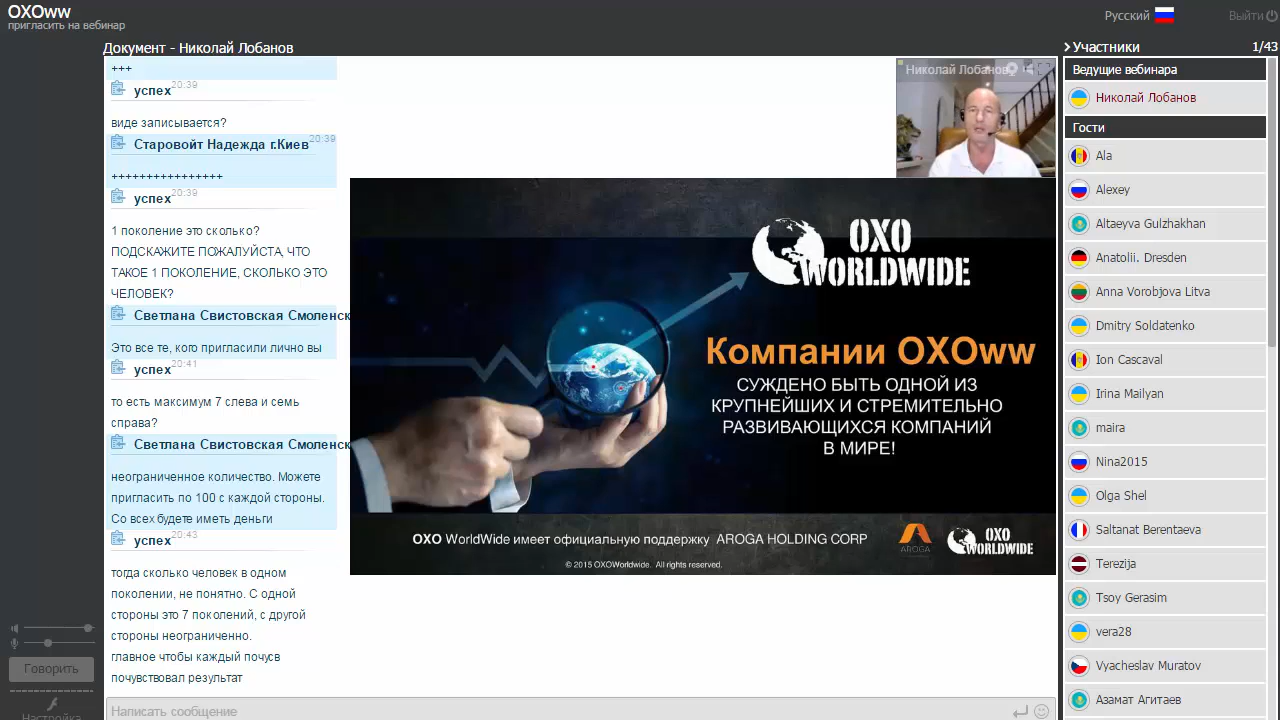 OXOww
пригласить на вебинар
Русский
Выйти
Документ - Николай Лобанов
Участники
1/43
+++
успех 20:39
виде записывается?
Старовойт Надежда г.Киев 20:39
++++++++++++++++
успех 20:39
1 поколение это сколько?
ПОДСКАЖИТЕ ПОЖАЛУЙСТА, ЧТО
ТАКОЕ 1 ПОКОЛЕНИЕ, СКОЛЬКО ЭТО
ЧЕЛОВЕК?
Светлана Свистовская Смоленск
Это все те, кого пригласили лично вы
успех 20:41
то есть максимум 7 слева и семь
справа?
Светлана Свистовская Смоленск
неограниченное количество. Можете
пригласить по 100 с каждой стороны.
Со всех будете иметь деньги
успех 20:43
тогда сколько человек в одном
поколении, не понятно. С одной
стороны это 7 поколений, с другой
стороны неограниченно.
главное чтобы каждый почусв
почувствовал результат
Написать сообщение
Говорить
Настройка
Николай Лобанов
OXO
WORLDWIDE
Компании OXOww
СУЖДЕНО БЫТЬ ОДНОЙ ИЗ
КРУПНЕЙШИХ И СТРЕМИТЕЛЬНО
РАЗВИВАЮЩИХСЯ КОМПАНИЙ
В МИРЕ!
OXO WorldWide имеет официальную поддержку AROGA HOLDING CORP
AROGA
OXO
WORLDWIDE
© 2015 OXOWorldwide. All rights reserved.
Ведущие вебинара
Николай Лобанов
Гости
Ala
Alexey
Altaeyva Gulzhakhan
Anatolii. Dresden
Anna Vorobjova Litva
Dmitry Soldatenko
Ion Cascaval
Irina Mailyan
maira
Nina2015
Olga Shel
Satanat Berentaeva
Tsoy Gerasim
vera28
Vyacheslav Muratov
Азамат Агитаев